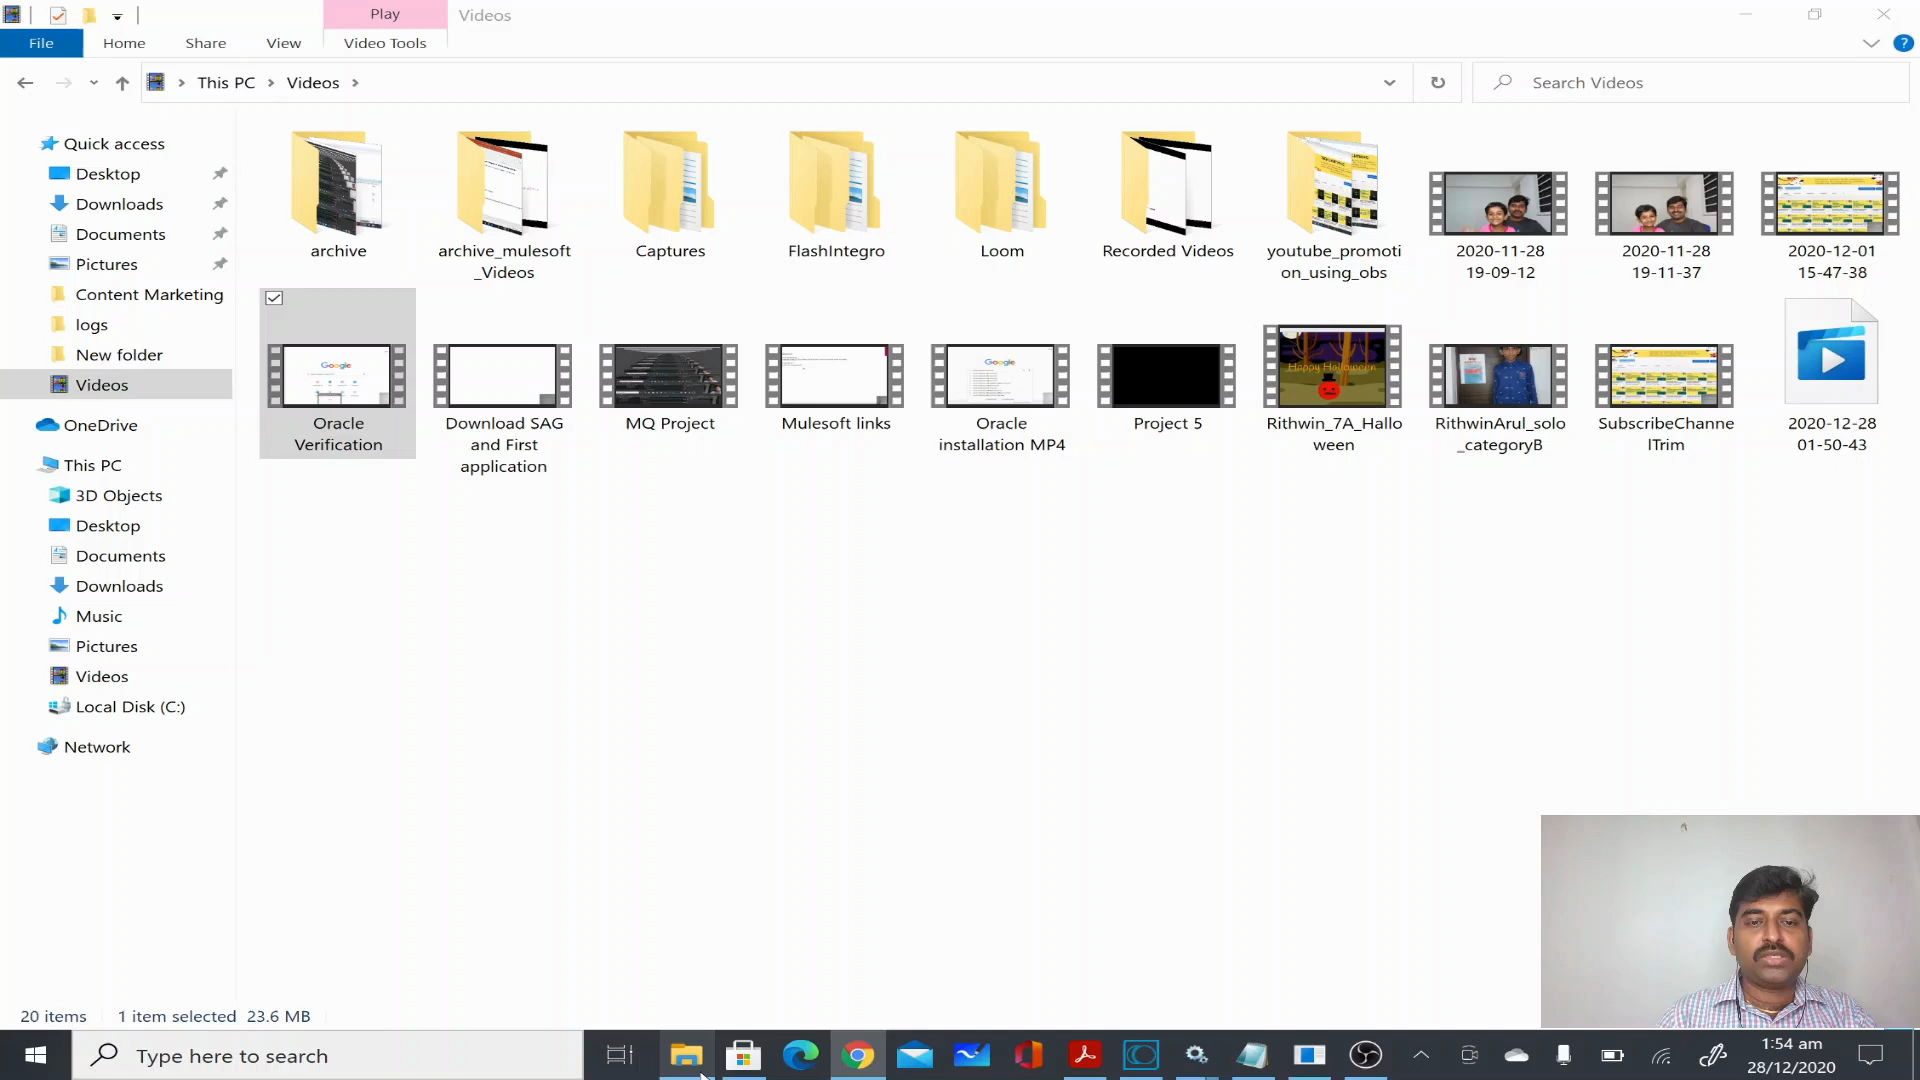 Play
Videos
File
Home
Share
View
Video Tools
This PC
Videos
Search Videos
Quick access
Desktop
Downloads
Documents
Pictures
Content Marketing
logs
New folder
Videos
OneDrive
This PC
3D Objects
Desktop
Documents
Downloads
Music
Pictures
Videos
Local Disk (C:)
Network
archive
archive_mulesoft
_Videos
Captures
FlashIntegro
Loom
Recorded Videos
youtube_promoti
on_using_obs
2020-11-28
19-09-12
2020-11-28
19-11-37
2020-12-01
15-47-38
Google
Oracle
Verification
Download SAG
and First
application
MQ Project
Mulesoft links
Google
Oracle
installation MP4
Project 5
Happy Halloween
Rithwin_7A_Hallo
ween
RithwinArul_solo
_categoryB
SubscribeChanne
lTrim
2020-12-28
01-50-43
20 items
1 item selected 23.6 MB
Type here to search
1:54 am
28/12/2020